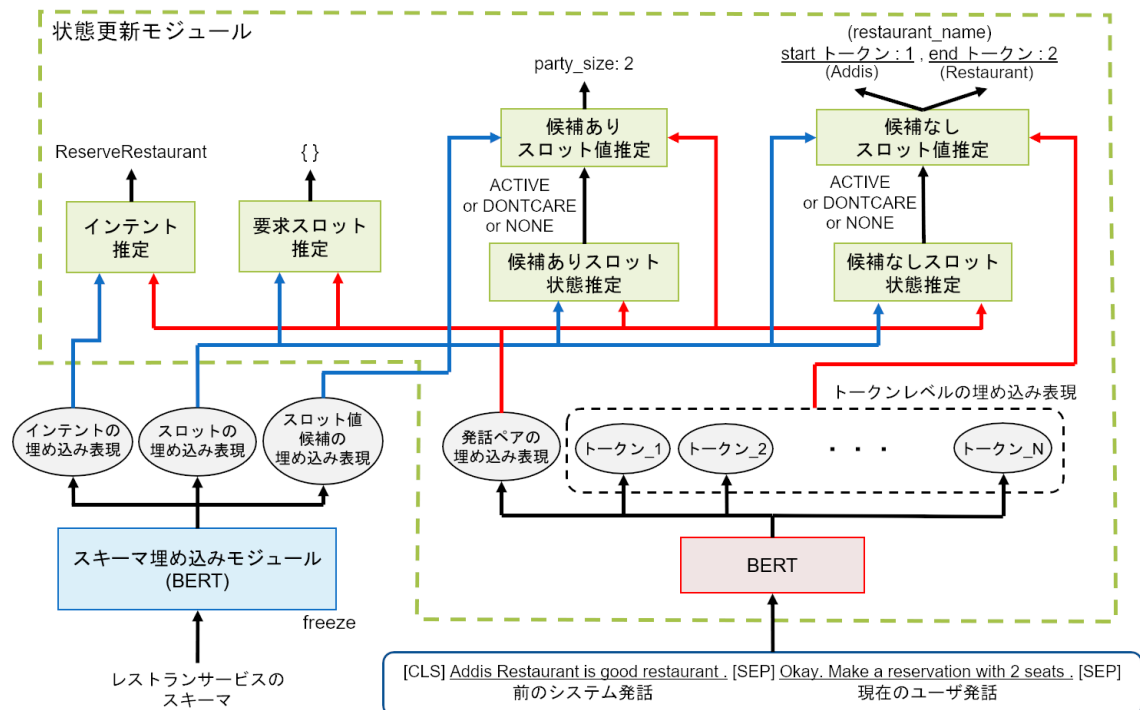 状態更新モジュール
(restaurant_name)
start トークン : 1 , end トークン : 2
(Addis)
(Restaurant)
party_size: 2
候補あり
スロット値推定
候補なし
スロット値推定
ReserveRestaurant
{ }
ACTIVE
or DONTCARE
or NONE
ACTIVE
or DONTCARE
or NONE
インテント
推定
要求スロット
推定
候補ありスロット
状態推定
候補なしスロット
状態推定
トークンレベルの埋め込み表現
インテントの
埋め込み表現
スロットの
埋め込み表現
スロット値
候補の
埋め込み表現
発話ペアの
埋め込み表現
トークン_1
トークン_2
・・・
トークン_N
スキーマ埋め込みモジュール
(BERT)
BERT
freeze
レストランサービスの
スキーマ
[CLS] Addis Restaurant is good restaurant . [SEP] Okay. Make a reservation with 2 seats . [SEP]
前のシステム発話
現在のユーザ発話